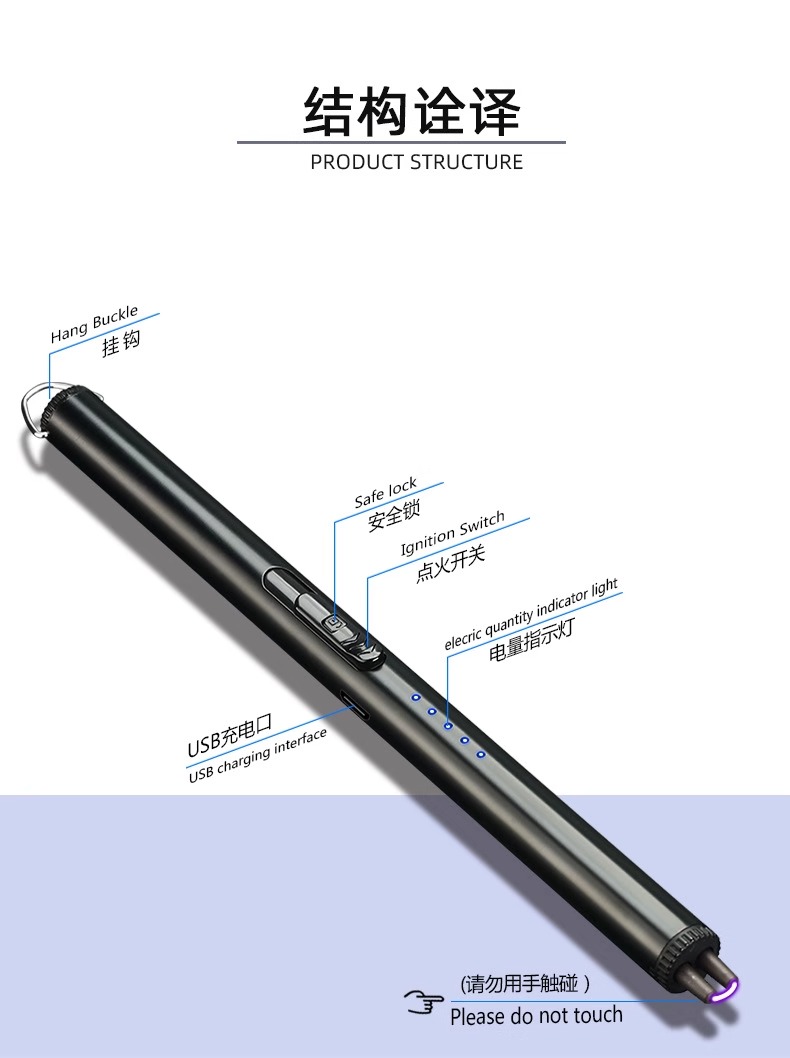 结构诠译
PRODUCT STRUCTURE
Hang Buckle
挂钩
Safe lock
安全锁
Ignition Switch
点火开关
elecric quantity indicator light
电量指示灯
USB充电口
USB charging interface
(请勿用手触碰)
Please do not touch